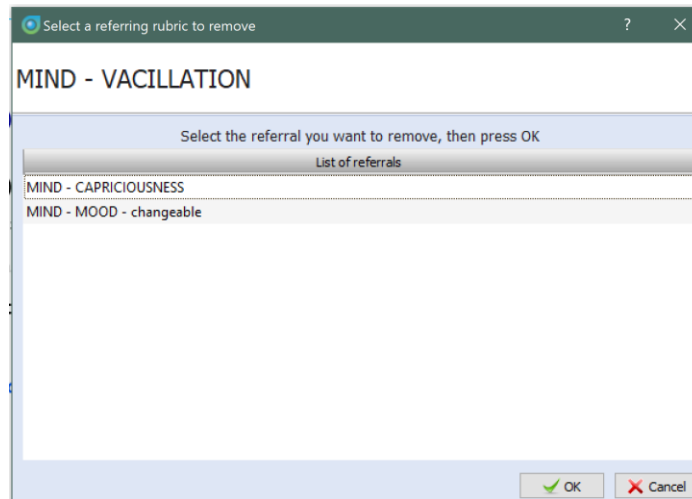 Select a referring rubric to remove
?
MIND - VACILLATION
Select the referral you want to remove, then press OK
List of referrals
MIND - CAPRICIOUSNESS
MIND - MOOD - changeable
OK
Cancel